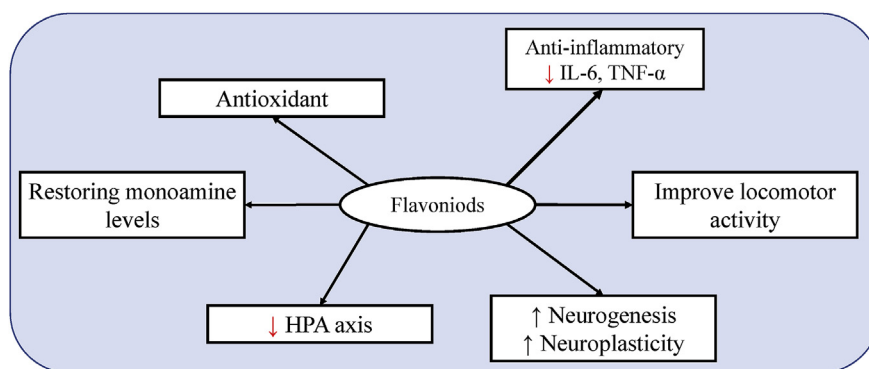 Anti-inflammatory
↓ IL-6, TNF-α
Antioxidant
Restoring monoamine
levels
Flavoniods
Improve locomotor
activity
↓ HPA axis
↑ Neurogenesis
↑ Neuroplasticity